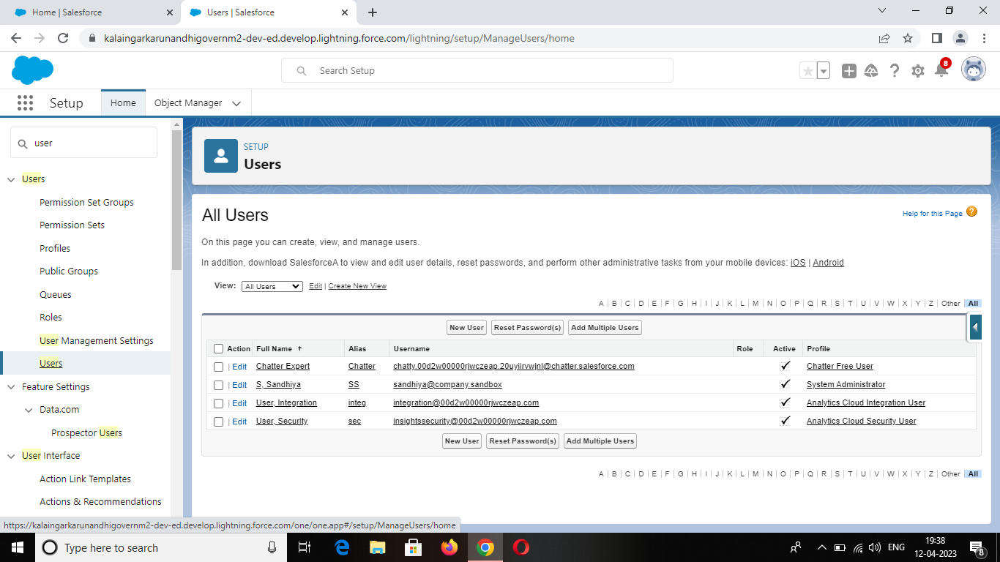 Home | Salesforce
Users | Salesforce
kalaingarkarunandhigovernm2-dev-ed.develop.lightning.force.com/lightning/setup/ManageUsers/home
Search Setup
8
Setup
Home
Object Manager
user
Users
Permission Set Groups
Permission Sets
Profiles
Public Groups
Queues
Roles
User Management Settings
Users
Feature Settings
Data.com
Prospector Users
User Interface
Action Link Templates
Actions & Recommendations
SETUP
Users
All Users
Help for this Page ?
On this page you can create, view, and manage users.
In addition, download SalesforceA to view and edit user details, reset passwords, and perform other administrative tasks from your mobile devices: iOS | Android
View: All Users Edit | Create New View
A | B | C | D | E | F | G | H | I | J | K | L | M | N | O | P | Q | R | S | T | U | V | W | X | Y | Z | Other | All
New User Reset Password(s) Add Multiple Users
Action Full Name Alias Username Role Active Profile
| Edit Chatter Expert Chatter chatty.00d2w00000rjwczeap.20uyiirvwjnl@chatter.salesforce.com Chatter Free User
| Edit S, Sandhiya SS sandhiya@company.sandbox System Administrator
| Edit User, Integration integ integration@00d2w00000rjwczeap.com Analytics Cloud Integration User
| Edit User, Security sec insightssecurity@00d2w00000rjwczeap.com Analytics Cloud Security User
New User Reset Password(s) Add Multiple Users
A | B | C | D | E | F | G | H | I | J | K | L | M | N | O | P | Q | R | S | T | U | V | W | X | Y | Z | Other | All
https://kalaingarkarunandhigovernm2-dev-ed.develop.lightning.force.com/one/one.app#/setup/ManageUsers/home
Type here to search
ENG
19:38
12-04-2023
8